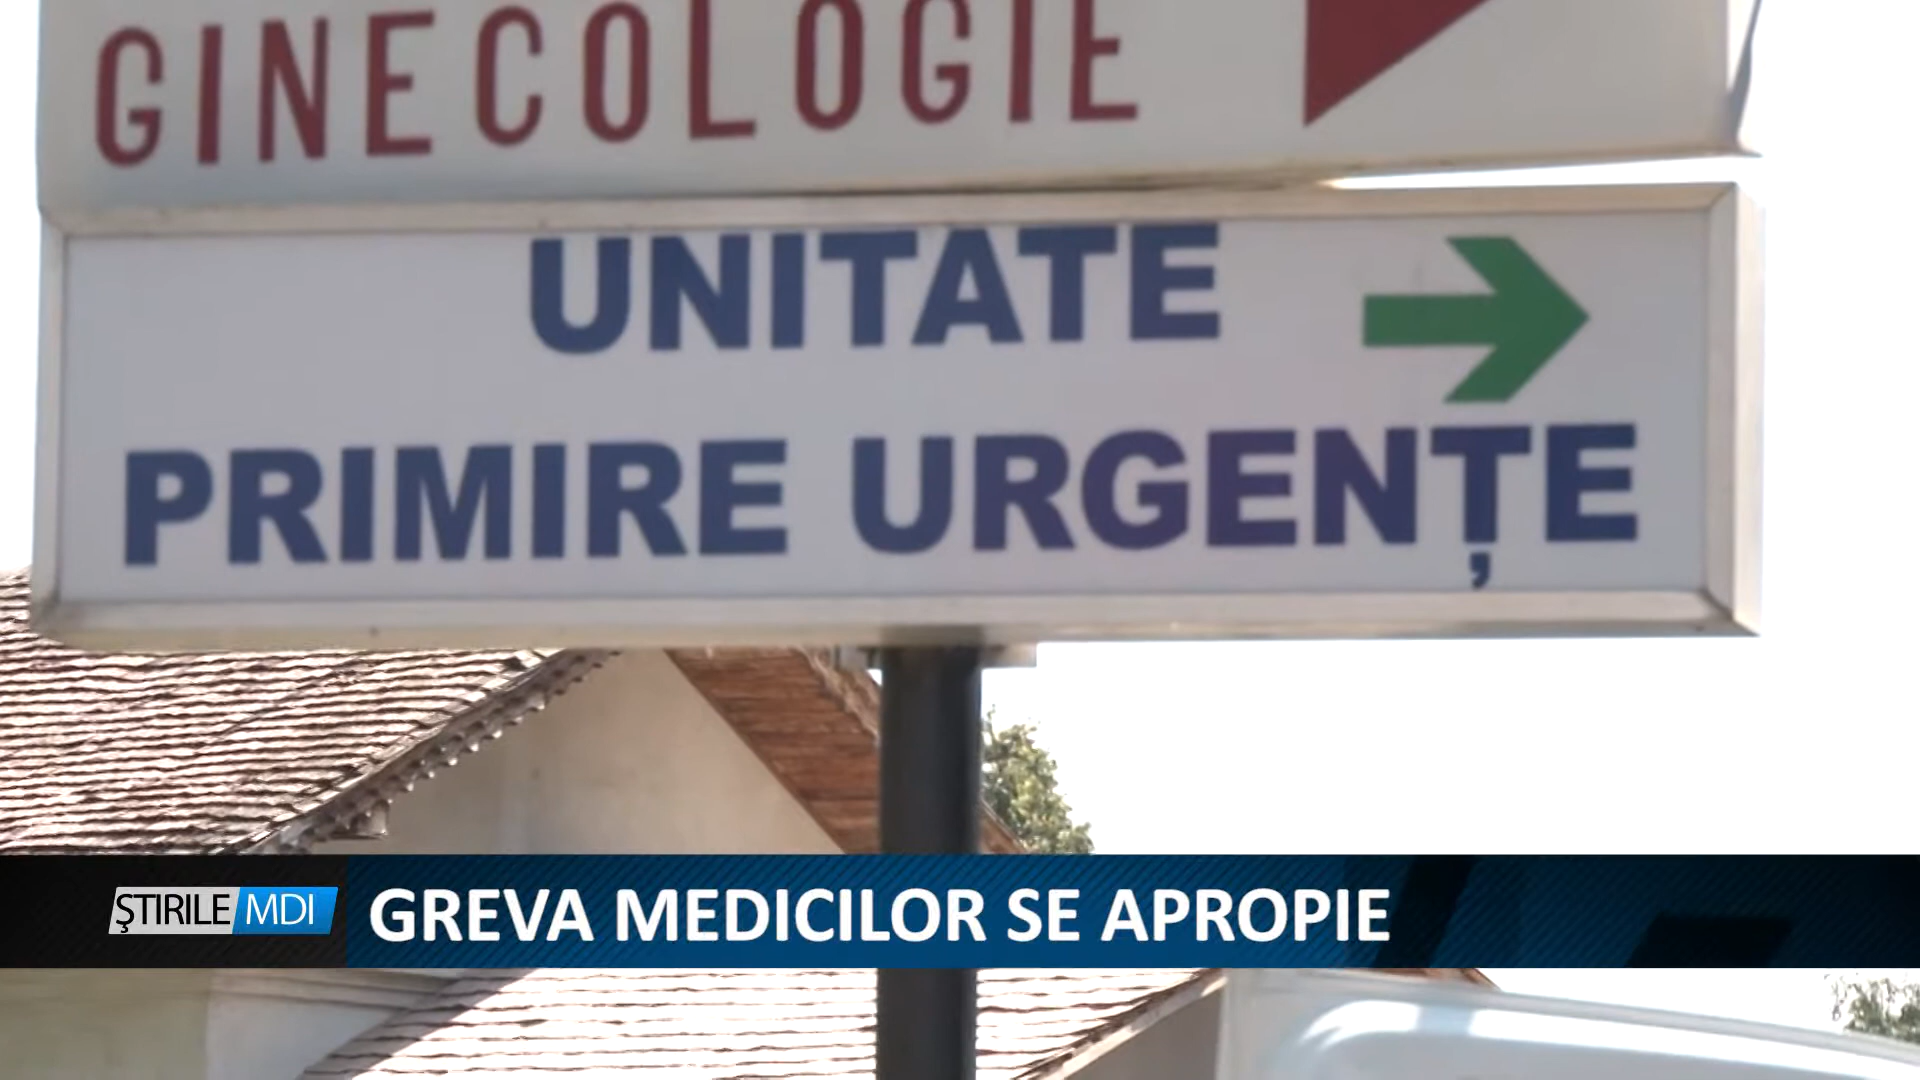 GINECOLOGIE
UNITATE
PRIMIRE URGENȚE
ŞTIRILE MDI
GREVA MEDICILOR SE APROPIE